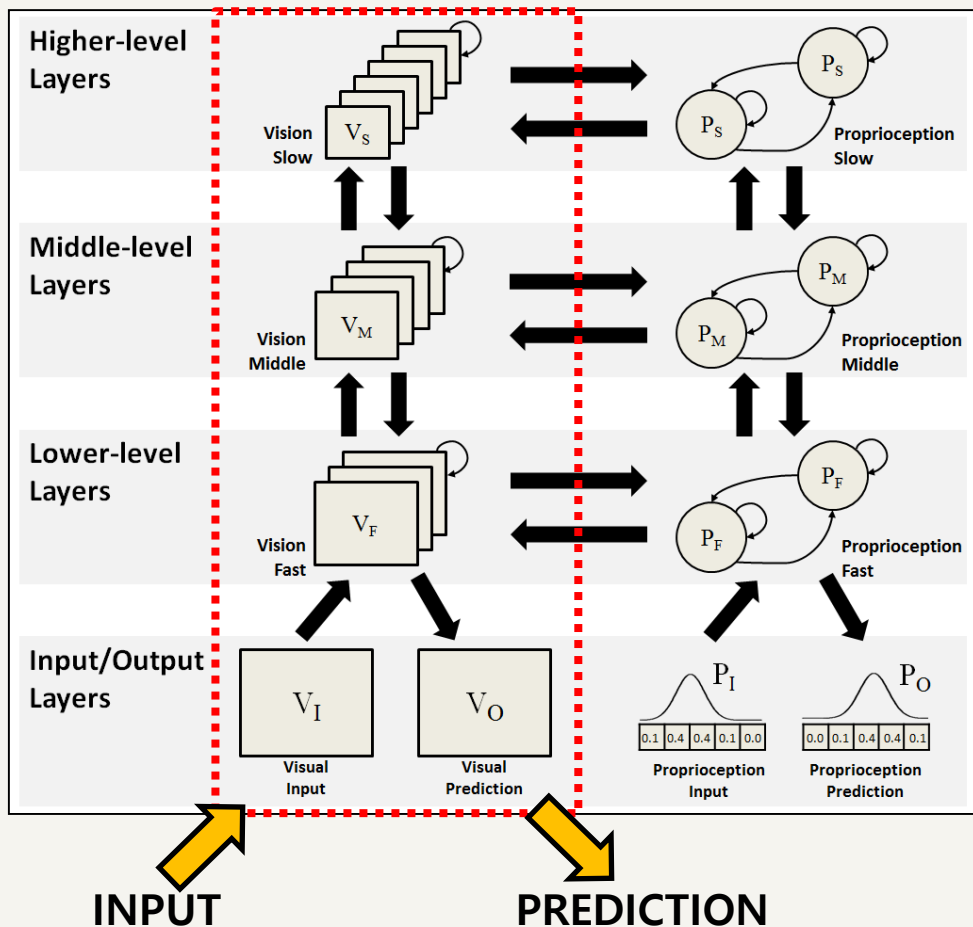 Higher-level
Layers
Vision
Slow
V_S
P_S
P_S
Proprioception
Slow
Middle-level
Layers
Vision
Middle
V_M
P_M
P_M
Proprioception
Middle
Lower-level
Layers
Vision
Fast
V_F
P_F
P_F
Proprioception
Fast
Input/Output
Layers
V_I
Visual
Input
V_O
Visual
Prediction
P_I
0.1 0.4 0.4 0.1 0.0
Proprioception
Input
P_O
0.0 0.1 0.4 0.4 0.1
Proprioception
Prediction
INPUT
PREDICTION